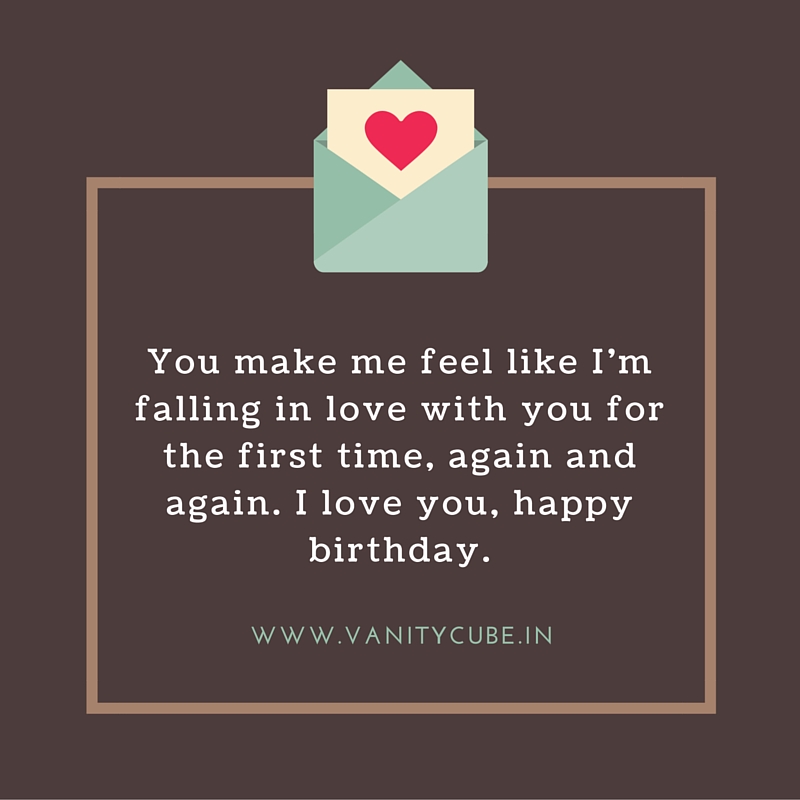 You make me feel like I’m
falling in love with you for
the first time, again and
again. I love you, happy
birthday.
WWW.VANITYCUBE.IN